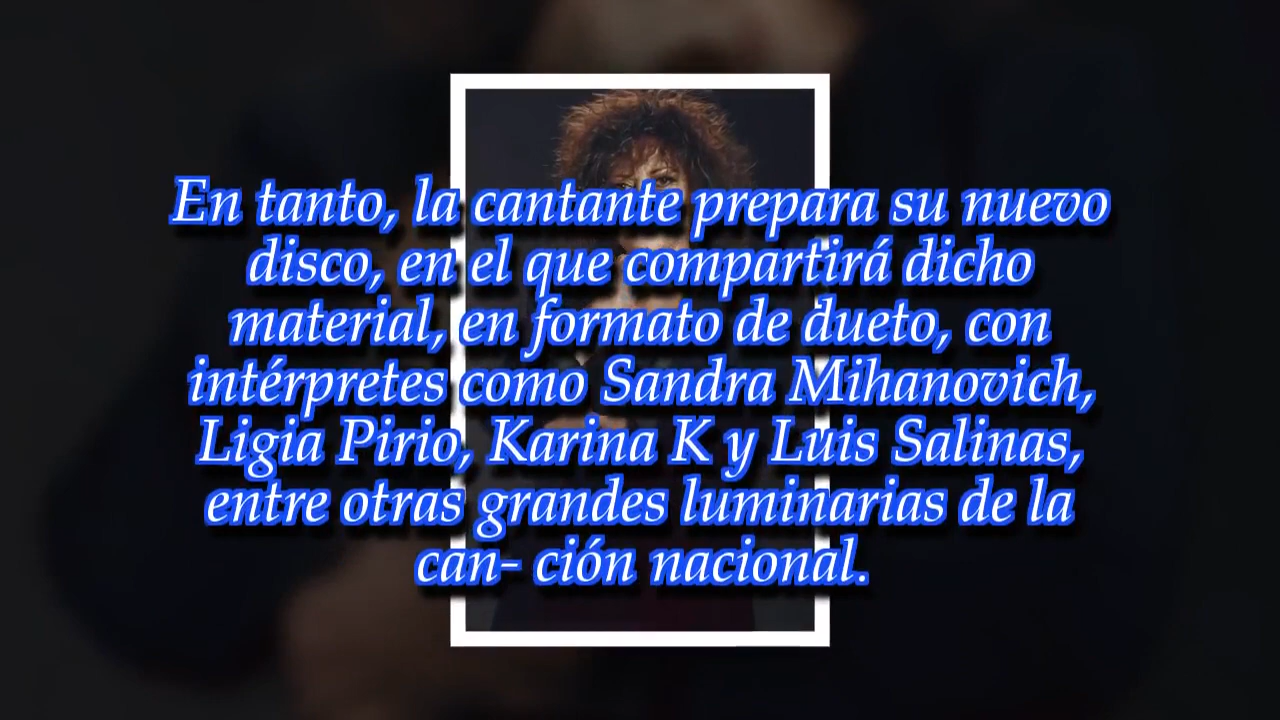 En tanto, la cantante prepara su nuevo
disco, en el que compartirá dicho
material, en formato de dueto, con
intérpretes como Sandra Mihanovich,
Ligia Pirio, Karina K y Luis Salinas,
entre otras grandes luminarias de la
can- ción nacional.